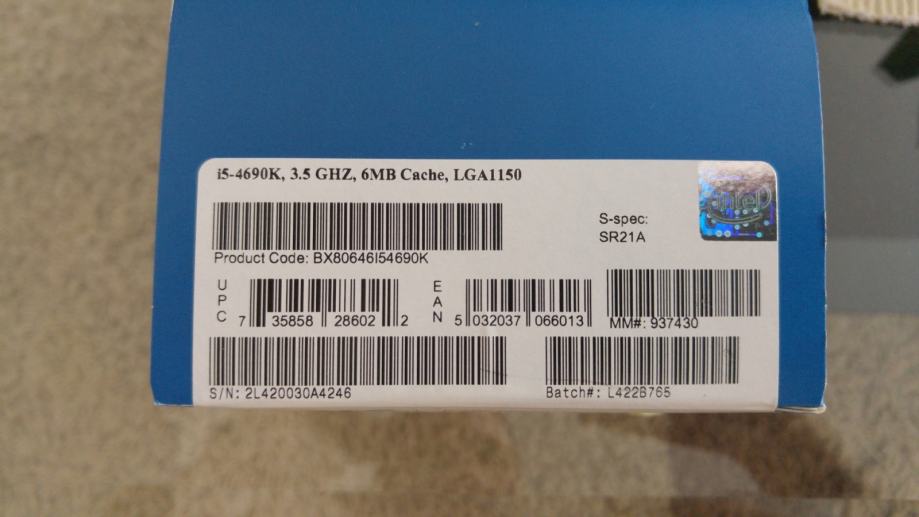 i5-4690K, 3.5 GHZ, 6MB Cache, LGA1150
intel
S-spec:
SR21A
Product Code: BX80646I54690K
UPC 7 35858 28602 2
EAN 5 032037 066013
MM#: 937430
S/N: 2L420030A4246
Batch#: L422B765